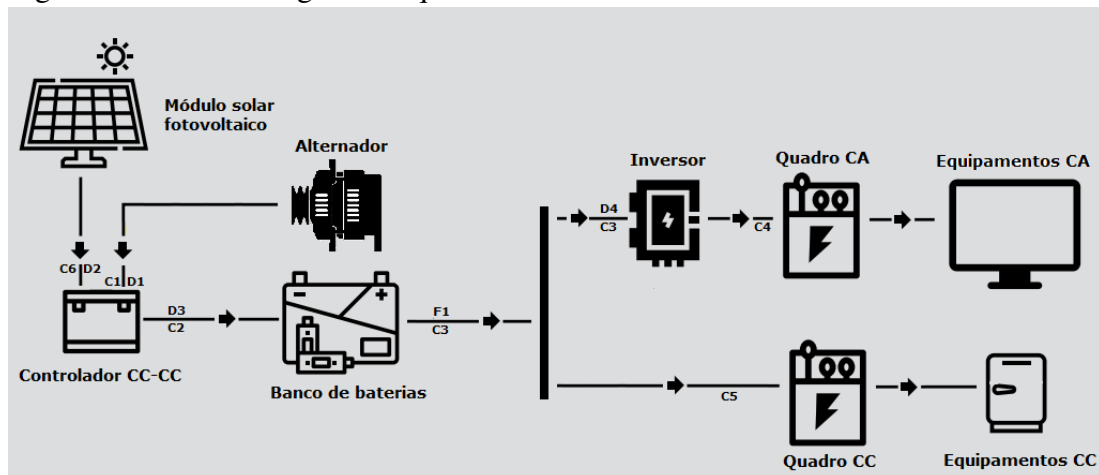 Módulo solar
fotovoltaico
Alternador
Inversor
Quadro CA
Equipamentos CA
D4
C3
C4
C6 D2
C1 D1
D3
C2
F1
C3
C5
Controlador CC-CC
Banco de baterias
Quadro CC
Equipamentos CC